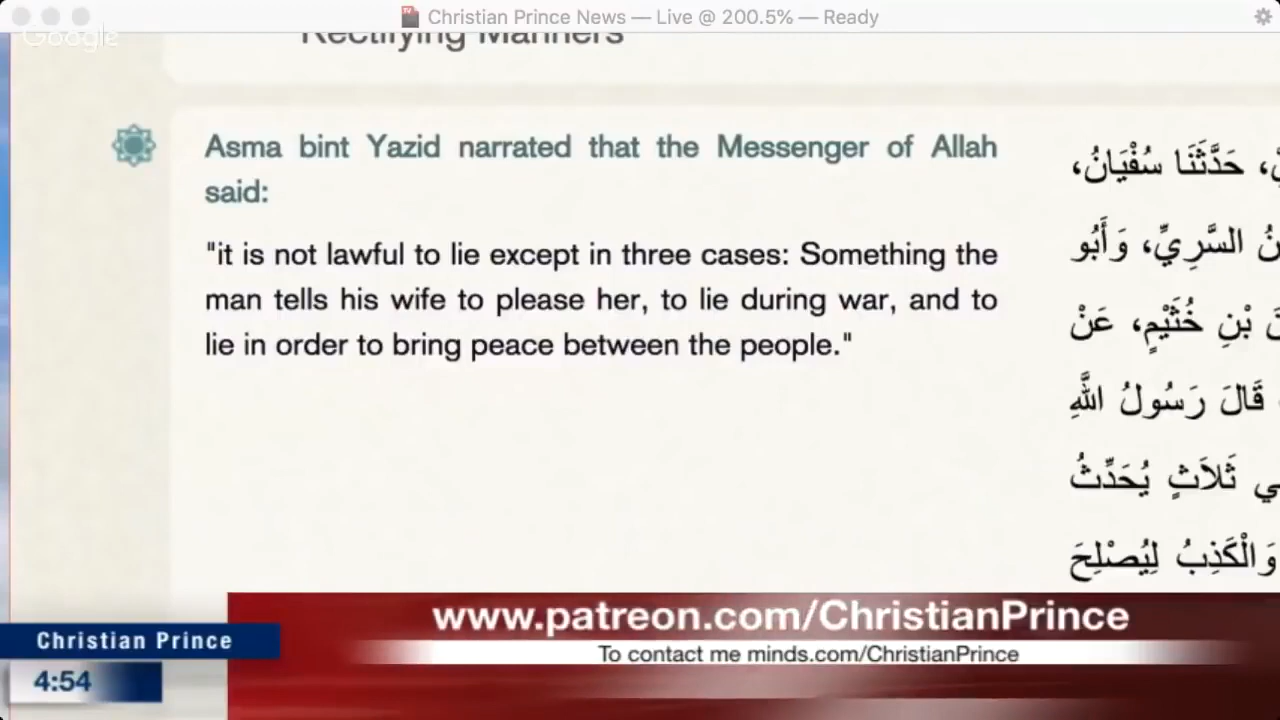 Christian Prince News — Live @ 200.5% — Ready
Google
Rectifying Manners
Asma bint Yazid narrated that the Messenger of Allah
said:
"it is not lawful to lie except in three cases: Something the
man tells his wife to please her, to lie during war, and to
lie in order to bring peace between the people."
حَدَّثَنَا سُفْيَانُ،
السَّرِيِّ، وَأَبُو
بْنِ خُثَيْمٍ، عَنْ
قَالَ رَسُولُ اللَّهِ
ثَلاَثٍ يُحَدِّثُ
وَالْكَذِبُ لِيُصْلِحَ
www.patreon.com/ChristianPrince
To contact me minds.com/ChristianPrince
Christian Prince
4:54